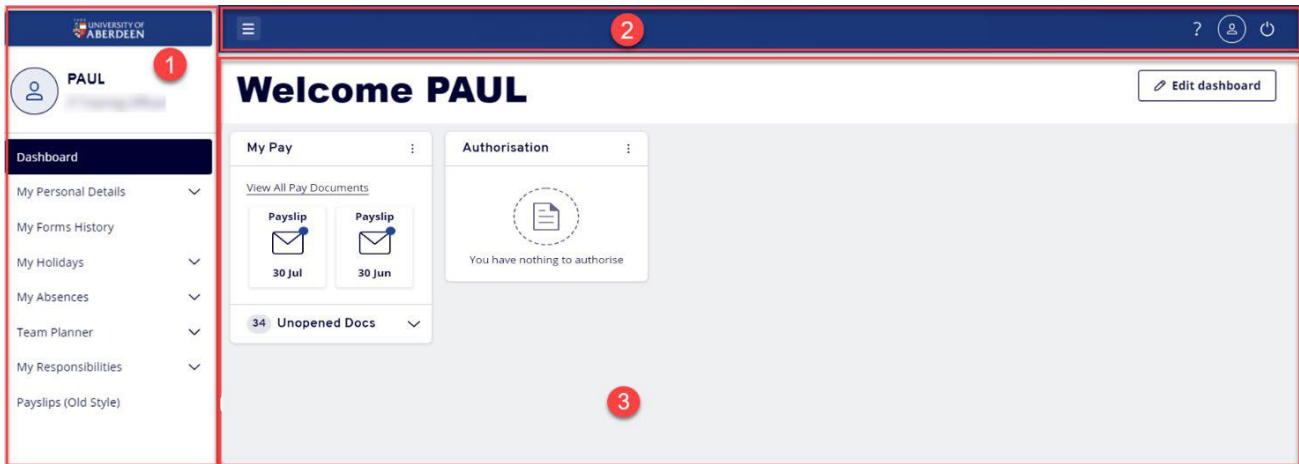 UNIVERSITY OF
ABERDEEN
1
PAUL
Dashboard
My Personal Details
My Forms History
My Holidays
My Absences
Team Planner
My Responsibilities
Payslips (Old Style)
2
?
Welcome PAUL
Edit dashboard
My Pay
View All Pay Documents
Payslip
30 Jul
Payslip
30 Jun
34 Unopened Docs
Authorisation
You have nothing to authorise
3